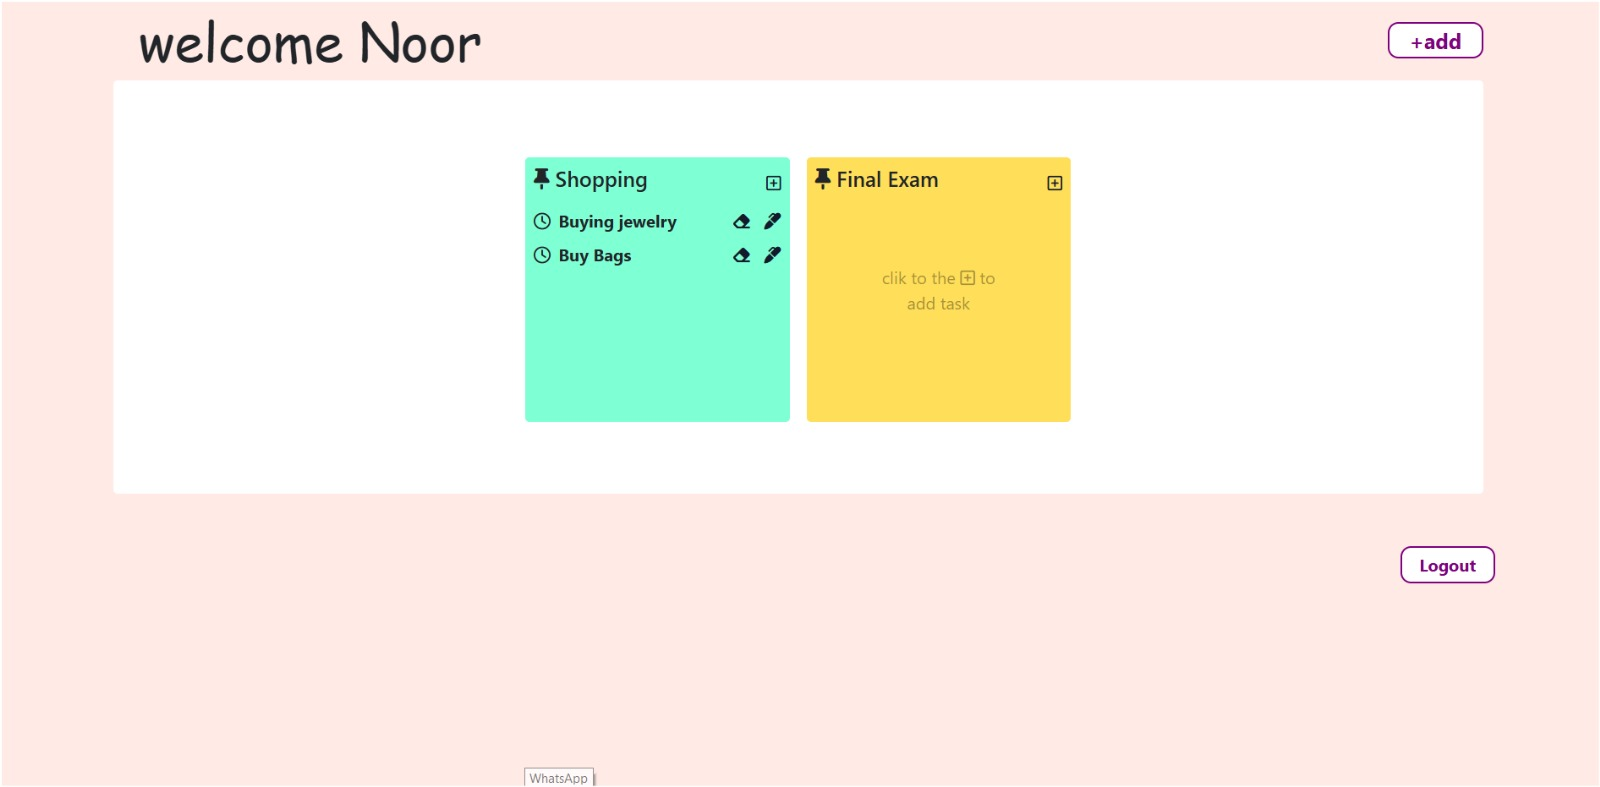 welcome Noor
+add
Shopping
Buying jewelry
Buy Bags
Final Exam
clik to the to
add task
Logout
WhatsApp